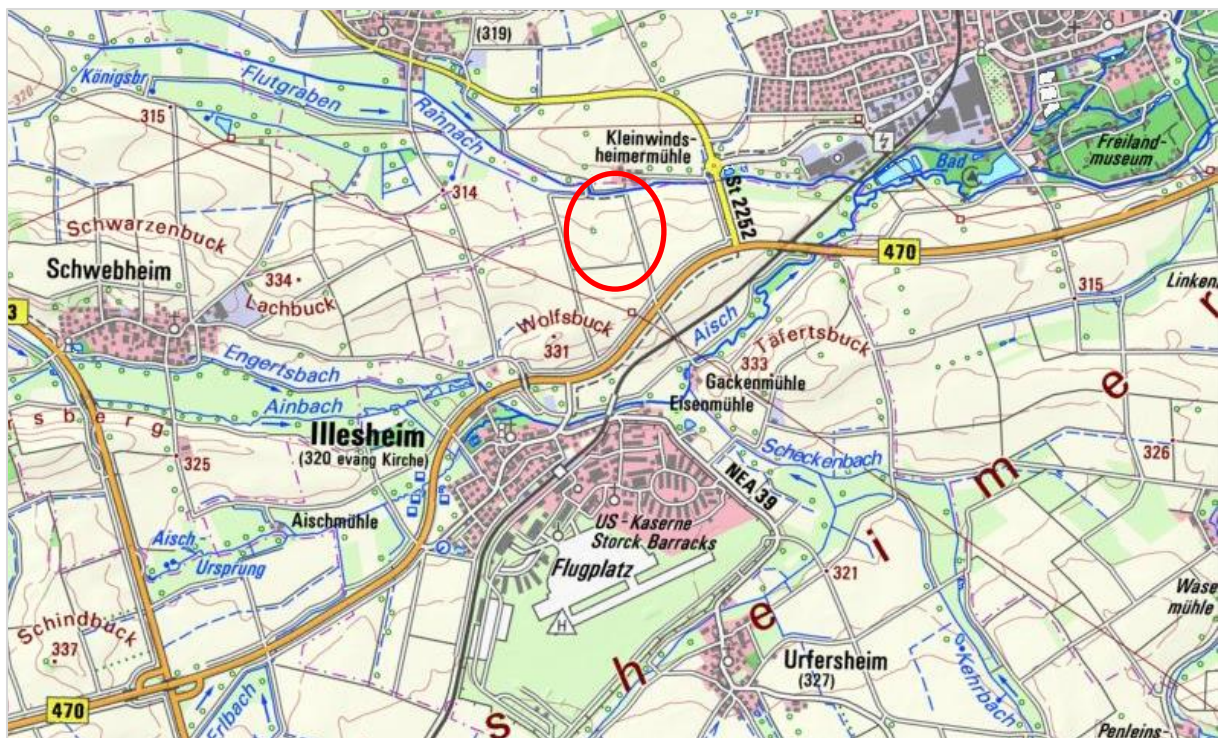 (319)
Königsbr
Flutgraben
Rannach
320
315
314
Kleinwinds-
heimermühle
St 2252
Bad
Freiland-
museum
470
Schwarzenbuck
Schwebheim
334
Lachbuck
3
Wolfsbuck
331
Aisch
Täfertsbuck
333
Gackenmühle
Eisenmühle
315
Linken
r
e
Engertsbach
Ainbach
rsberg
Illesheim
(320 evang Kirche)
325
Scheckenbach
NEA 39
326
m
Aischmühle
US - Kaserne
Storck Barracks
Flugplatz
H
Aisch-
Ursprung
321
i
Wase
mühle
Schindbuck
337
e
h
s
Urfersheim
(327)
Kehrbach
470
Erlbach
Penleins-